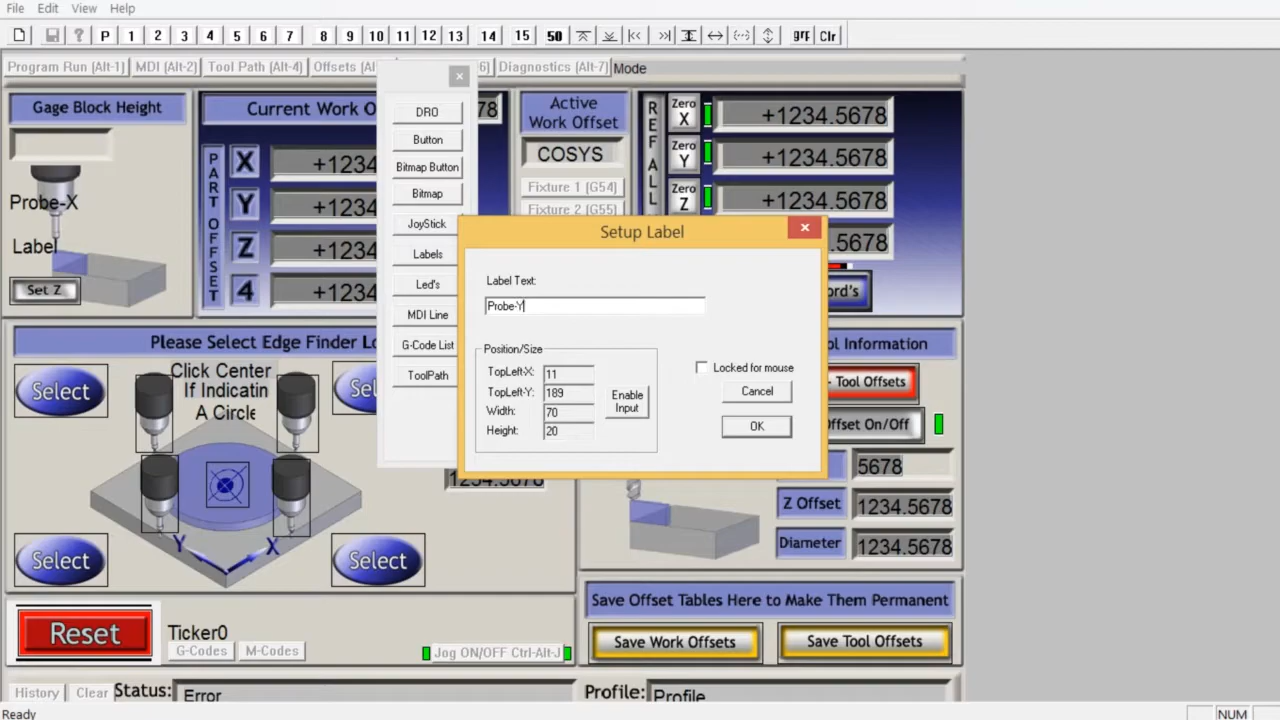 File Edit View Help
P 1 2 3 4 5 6 7 8 9 10 11 12 13 14 15 50 grf Clr
Program Run (Alt-1) MDI (Alt-2) Tool Path (Alt-4) Offsets (Alt- 6) Diagnostics (Alt-7) Mode
Gage Block Height
Probe-X
Label
Set Z
Current Work O 78
PART OFFSET
X +1234
Y +1234
Z +1234
4 +1234
DRO
Button
Bitmap Button
Bitmap
JoyStick
Labels
Led's
MDI Line
G-Code List
ToolPath
Active
Work Offset
COSYS
Fixture 1 (G54)
Fixture 2 (G55)
REF ALL
Zero X +1234.5678
Zero Y +1234.5678
Zero Z +1234.5678
.5678
ord's
Setup Label
Label Text:
Probe-Y
Position/Size
TopLeft-X: 11
TopLeft-Y: 189
Width: 70
Height: 20
Enable
Input
Locked for mouse
Cancel
OK
Please Select Edge Finder Lo
Click Center
If Indicatin
A Circle
Select
Sel
Select
Select
Y X
1234.5678
ol Information
Tool Offsets
Offset On/Off
5678
Z Offset 1234.5678
Diameter 1234.5678
Save Offset Tables Here to Make Them Permanent
Save Work Offsets Save Tool Offsets
Reset
Ticker0
G-Codes M-Codes
Jog ON/OFF Ctrl-Alt-J
History Clear Status: Error
Profile: Profile
Ready NUM